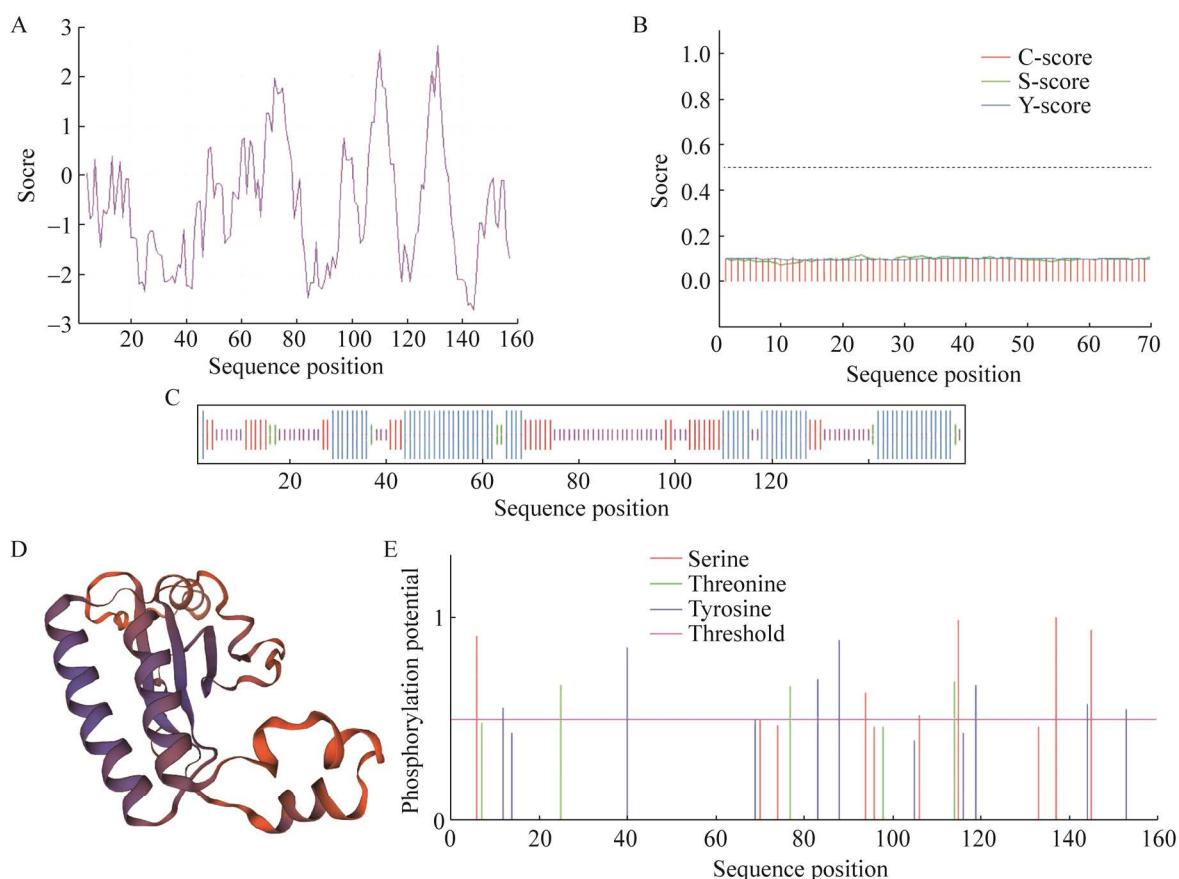 A
3
2
1
0
−1
−2
−3
Socre
20 40 60 80 100 120 140 160
Sequence position
B
1.0
0.8
0.6
0.4
0.2
0.0
Socre
C-score
S-score
Y-score
0 10 20 30 40 50 60 70
Sequence position
C
20 40 60 80 100 120
Sequence position
D
E
Phosphorylation potential
1
0
Serine
Threonine
Tyrosine
Threshold
0 20 40 60 80 100 120 140 160
Sequence position